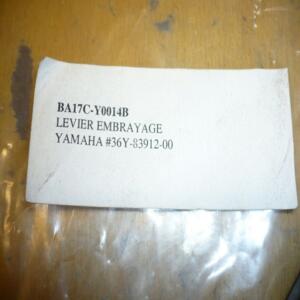 BA17C-Y0014B
LEVIER EMBRAYAGE
YAMAHA #36Y-83912-00